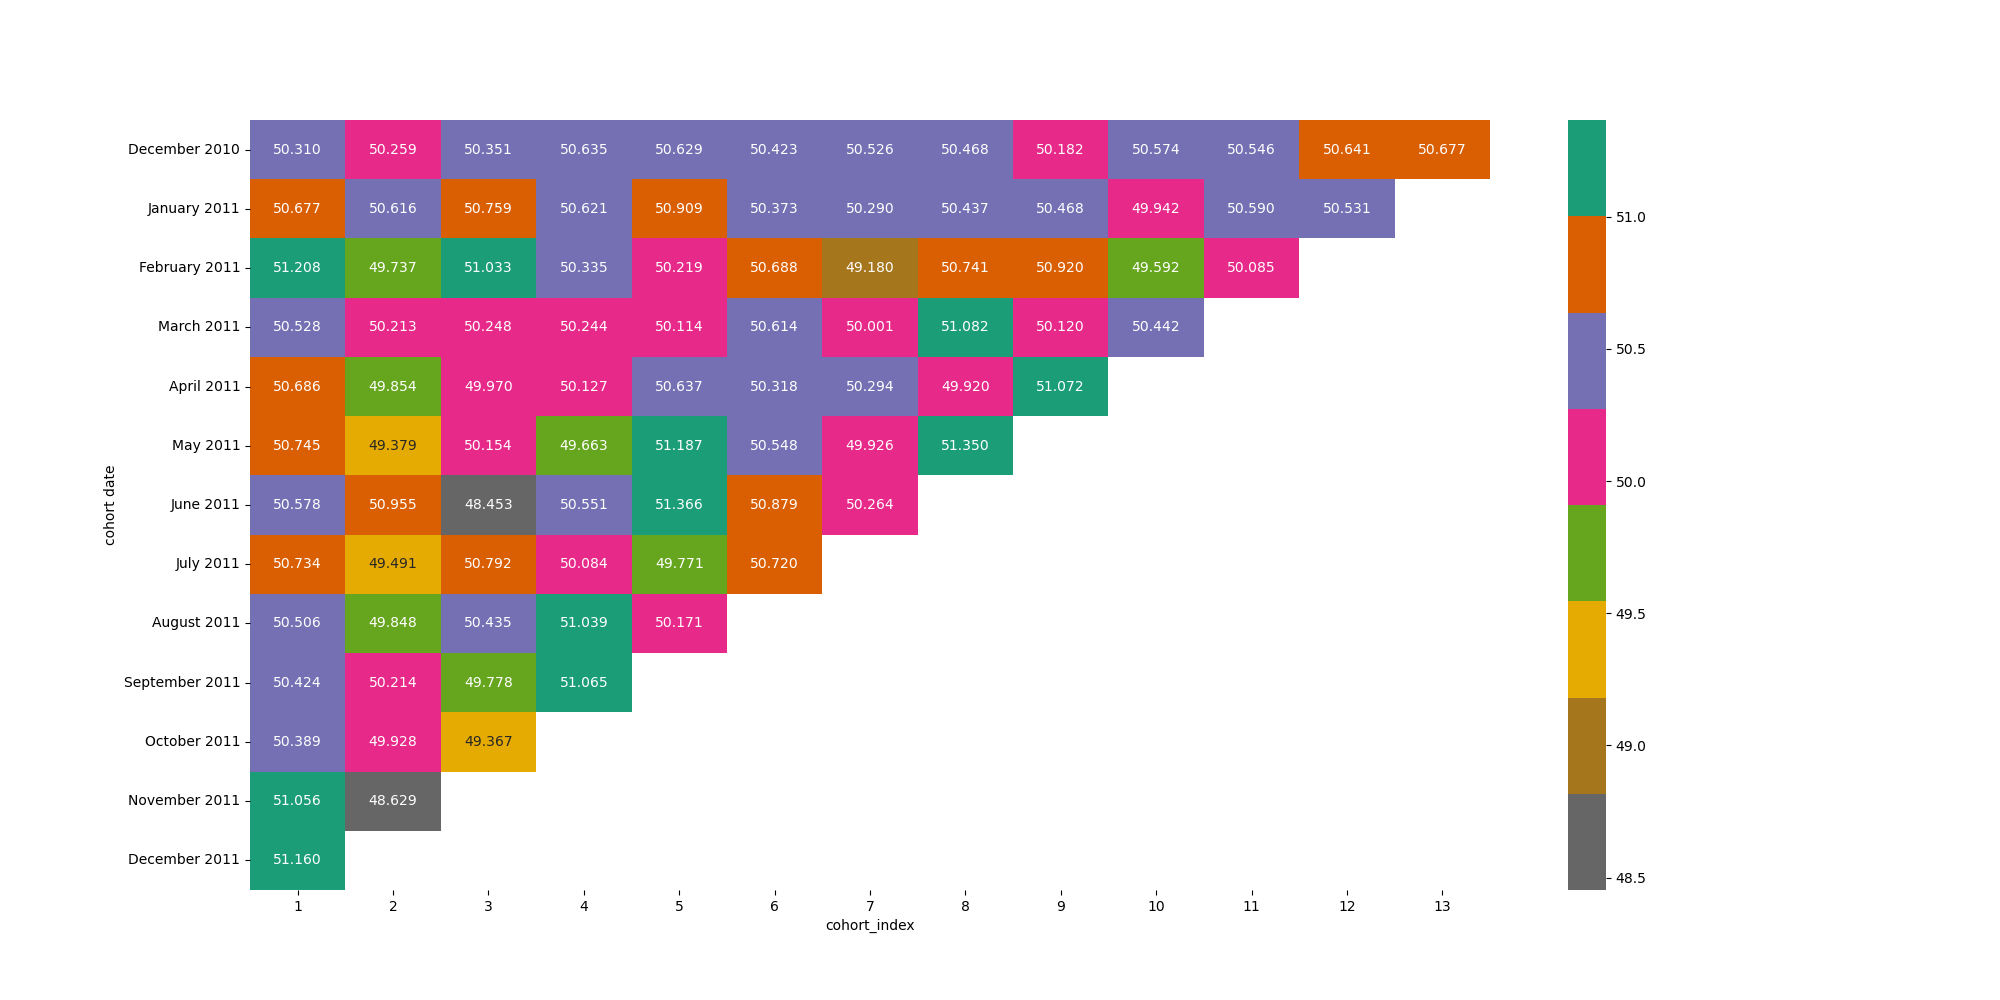 December 2010 50.310 50.259 50.351 50.635 50.629 50.423 50.526 50.468 50.182 50.574 50.546 50.641 50.677
January 2011 50.677 50.616 50.759 50.621 50.909 50.373 50.290 50.437 50.468 49.942 50.590 50.531
February 2011 51.208 49.737 51.033 50.335 50.219 50.688 49.180 50.741 50.920 49.592 50.085
March 2011 50.528 50.213 50.248 50.244 50.114 50.614 50.001 51.082 50.120 50.442
April 2011 50.686 49.854 49.970 50.127 50.637 50.318 50.294 49.920 51.072
May 2011 50.745 49.379 50.154 49.663 51.187 50.548 49.926 51.350
June 2011 50.578 50.955 48.453 50.551 51.366 50.879 50.264
July 2011 50.734 49.491 50.792 50.084 49.771 50.720
August 2011 50.506 49.848 50.435 51.039 50.171
September 2011 50.424 50.214 49.778 51.065
October 2011 50.389 49.928 49.367
November 2011 51.056 48.629
December 2011 51.160
1 2 3 4 5 6 7 8 9 10 11 12 13
cohort_index
cohort date
51.0
50.5
50.0
49.5
49.0
48.5